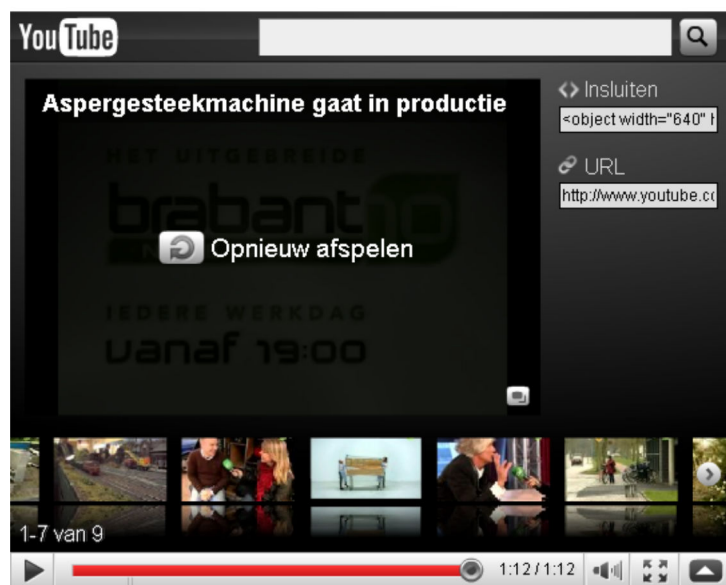 YouTube
Aspergesteekmachine gaat in productie
Insluiten
<object width="640" h
URL
http://www.youtube.co
HET UITGEBREIDE
brabant10
Opnieuw afspelen
IEDERE WERKDAG
vanaf 19:00
1-7 van 9
1:12 / 1:12